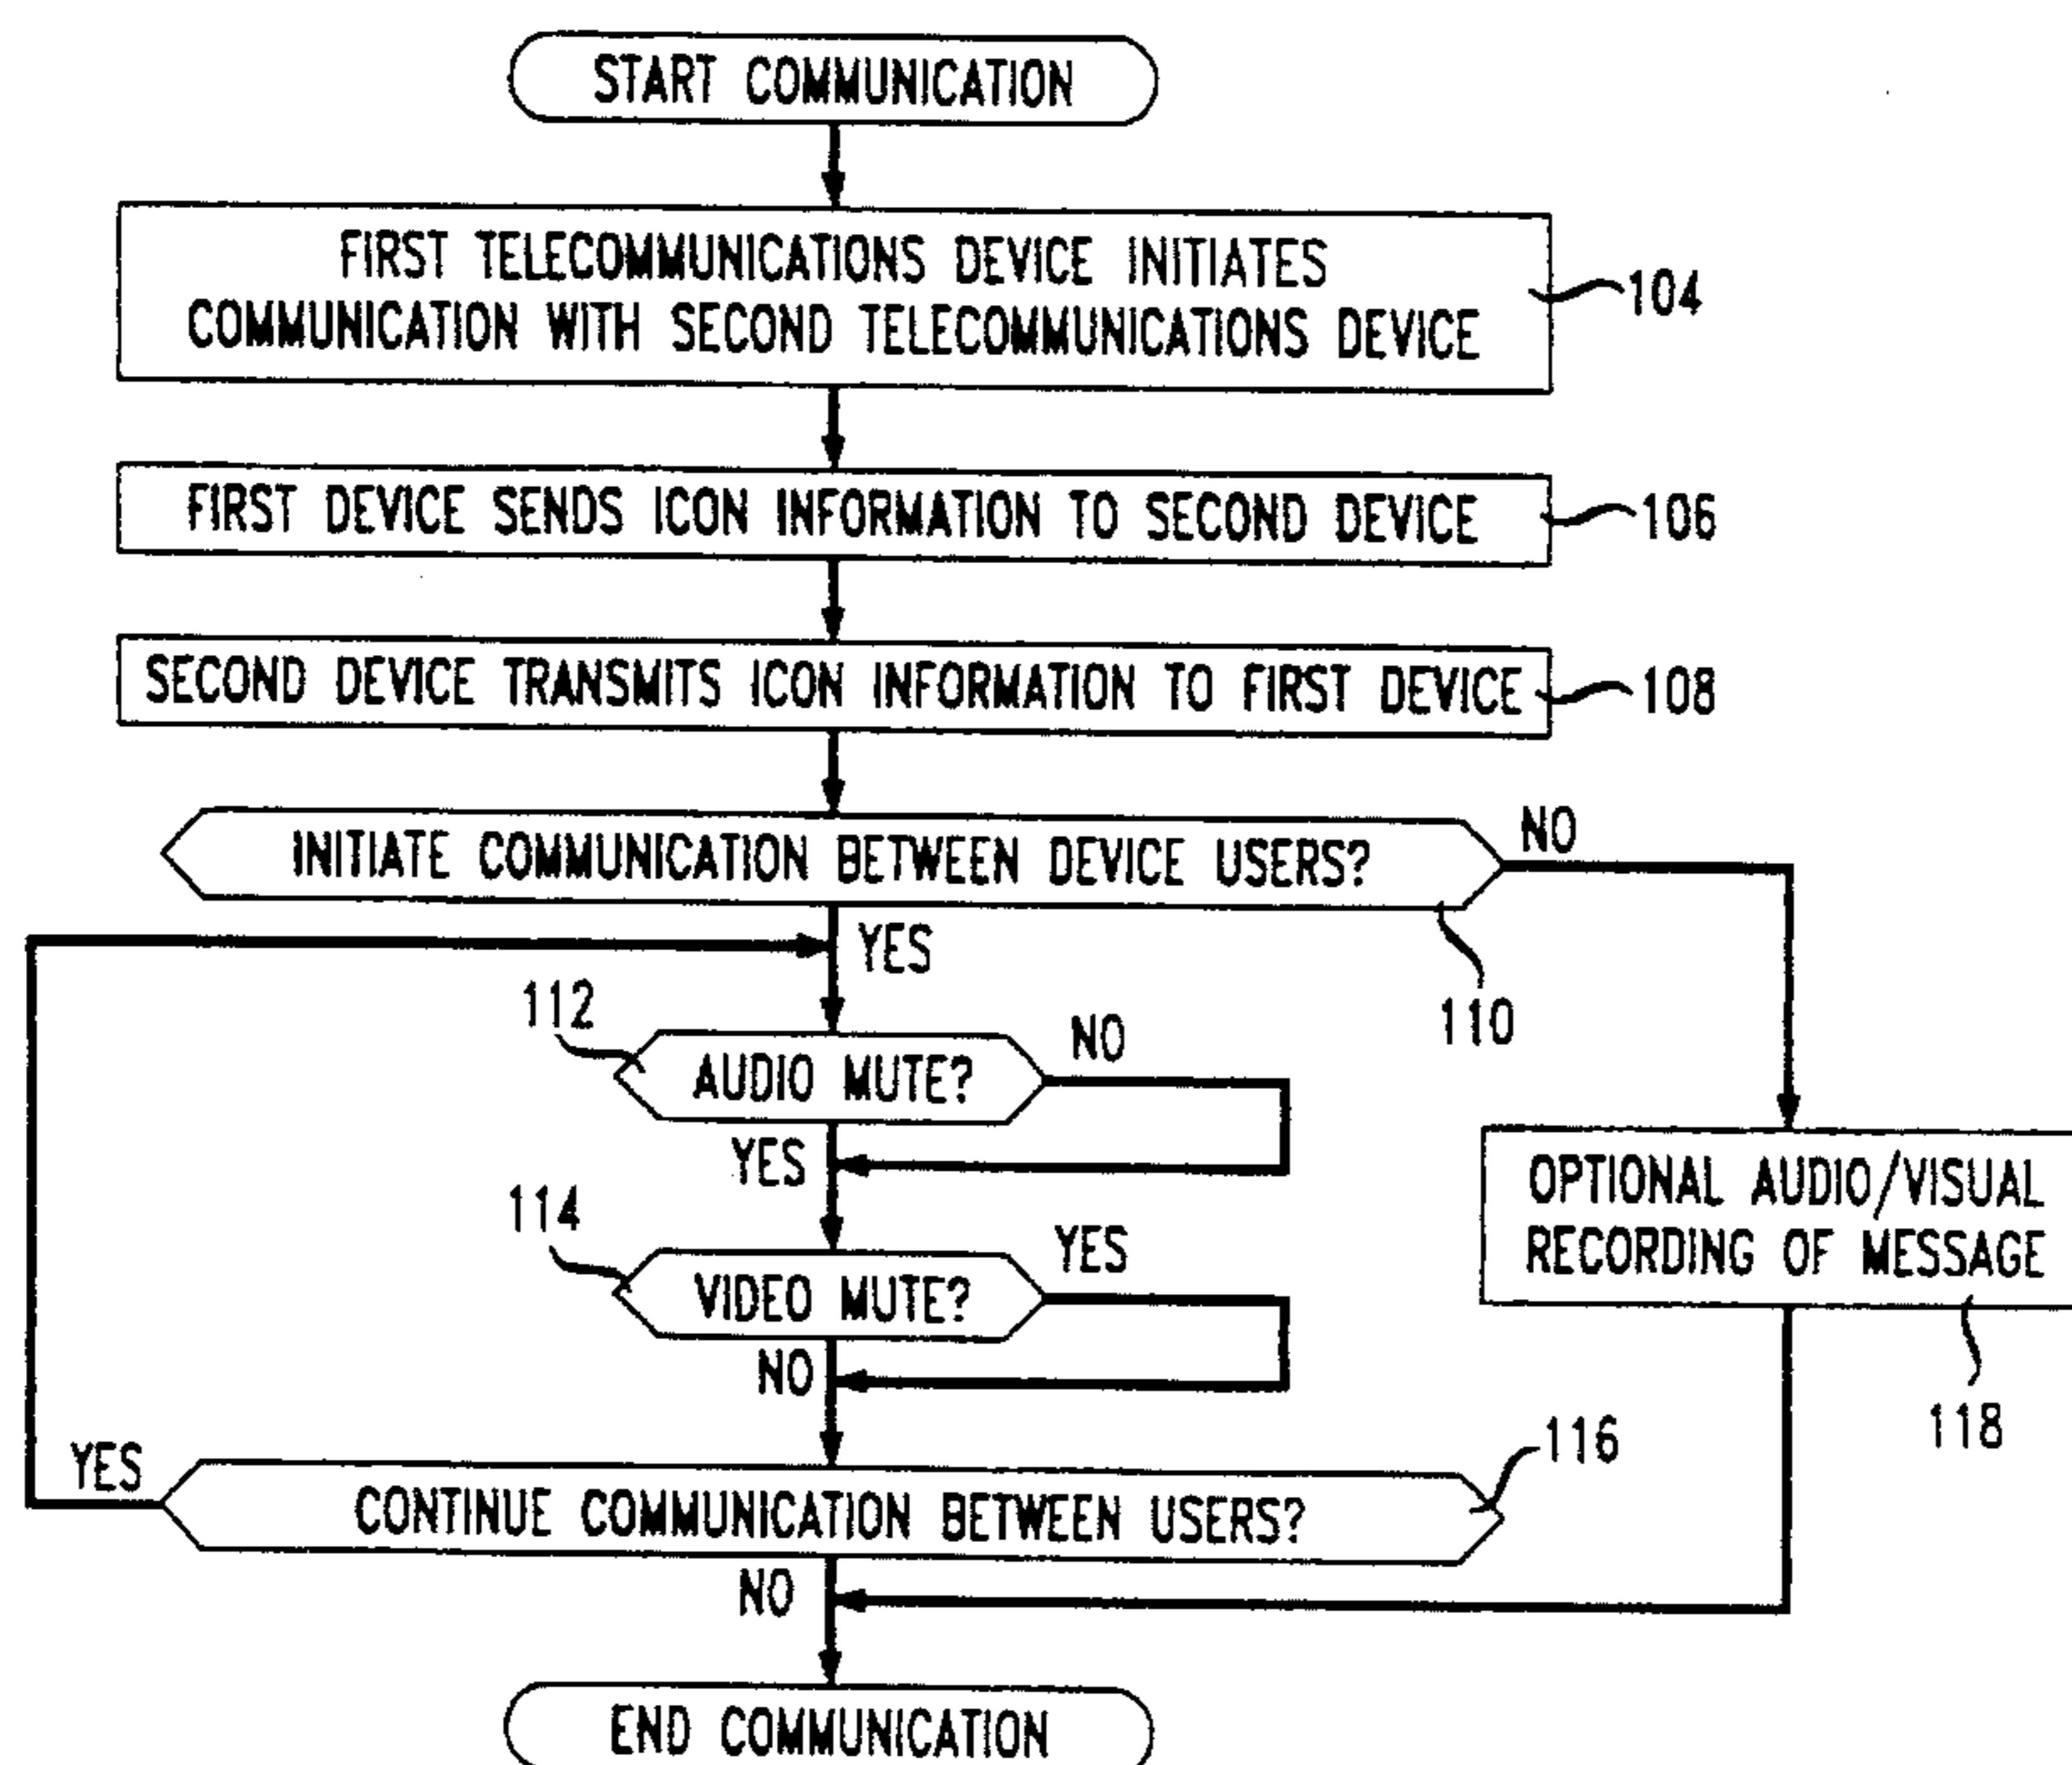 START COMMUNICATION
FIRST TELECOMMUNICATIONS DEVICE INITIATES
COMMUNICATION WITH SECOND TELECOMMUNICATIONS DEVICE
104
FIRST DEVICE SENDS ICON INFORMATION TO SECOND DEVICE
106
SECOND DEVICE TRANSMITS ICON INFORMATION TO FIRST DEVICE
108
INITIATE COMMUNICATION BETWEEN DEVICE USERS?
NO
110
YES
112
AUDIO MUTE?
NO
YES
114
VIDEO MUTE?
YES
NO
OPTIONAL AUDIO/VISUAL
RECORDING OF MESSAGE
118
116
YES
CONTINUE COMMUNICATION BETWEEN USERS?
NO
END COMMUNICATION